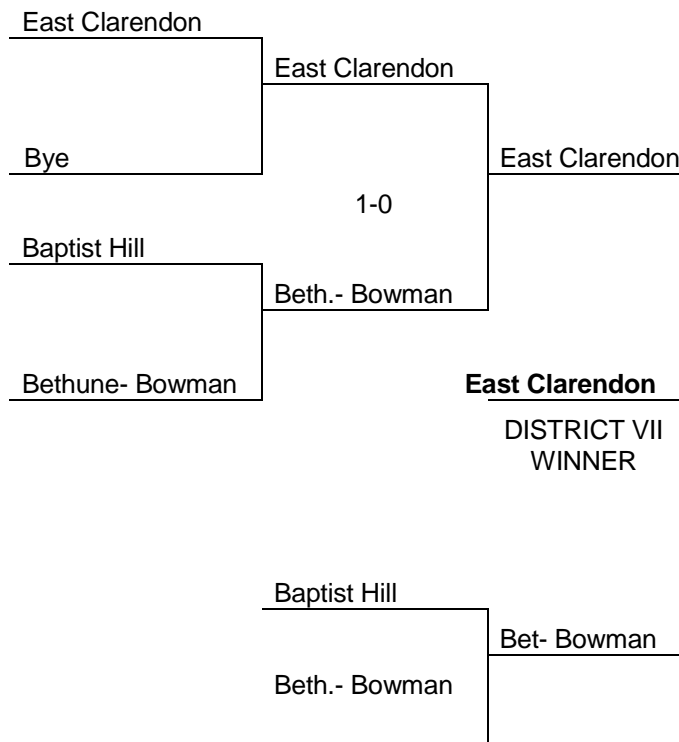 East Clarendon
East Clarendon
Bye
East Clarendon
1-0
Baptist Hill
Beth.- Bowman
Bethune- Bowman
East Clarendon
DISTRICT VII
WINNER
Baptist Hill
Bet- Bowman
Beth.- Bowman